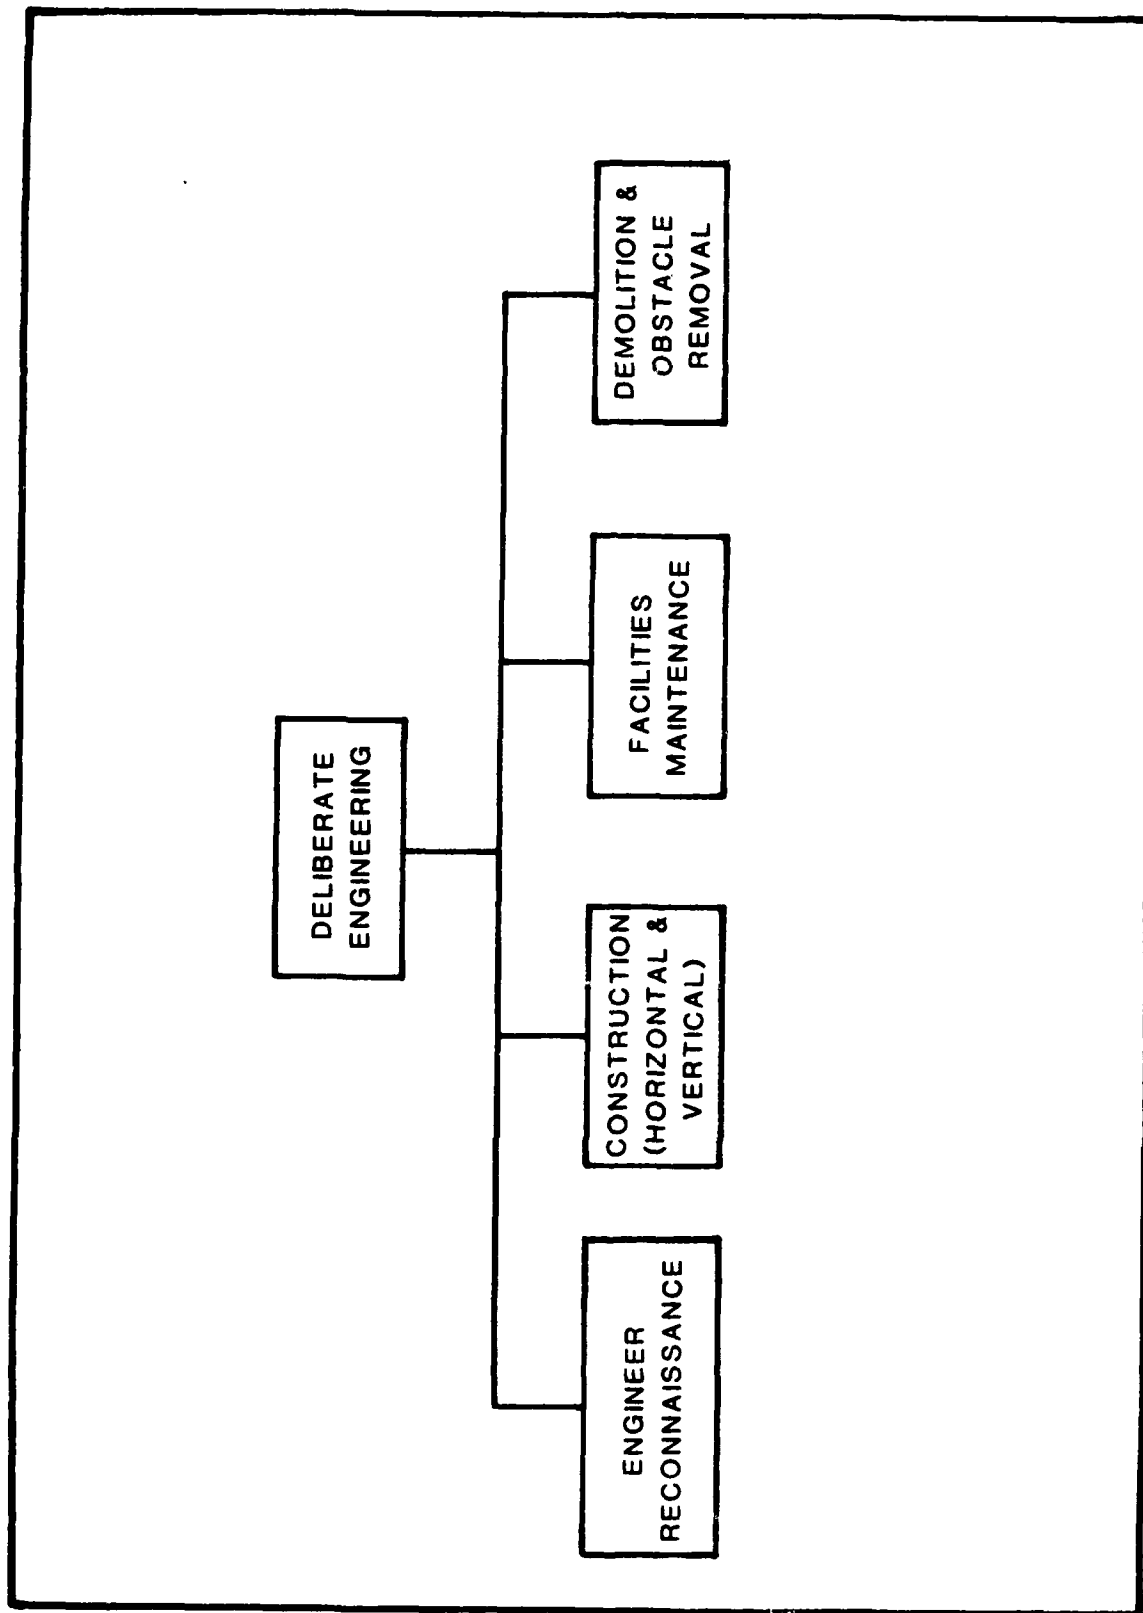 DELIBERATE
ENGINEERING
ENGINEER
RECONNAISSANCE
CONSTRUCTION
(HORIZONTAL &
VERTICAL)
FACILITIES
MAINTENANCE
DEMOLITION &
OBSTACLE
REMOVAL